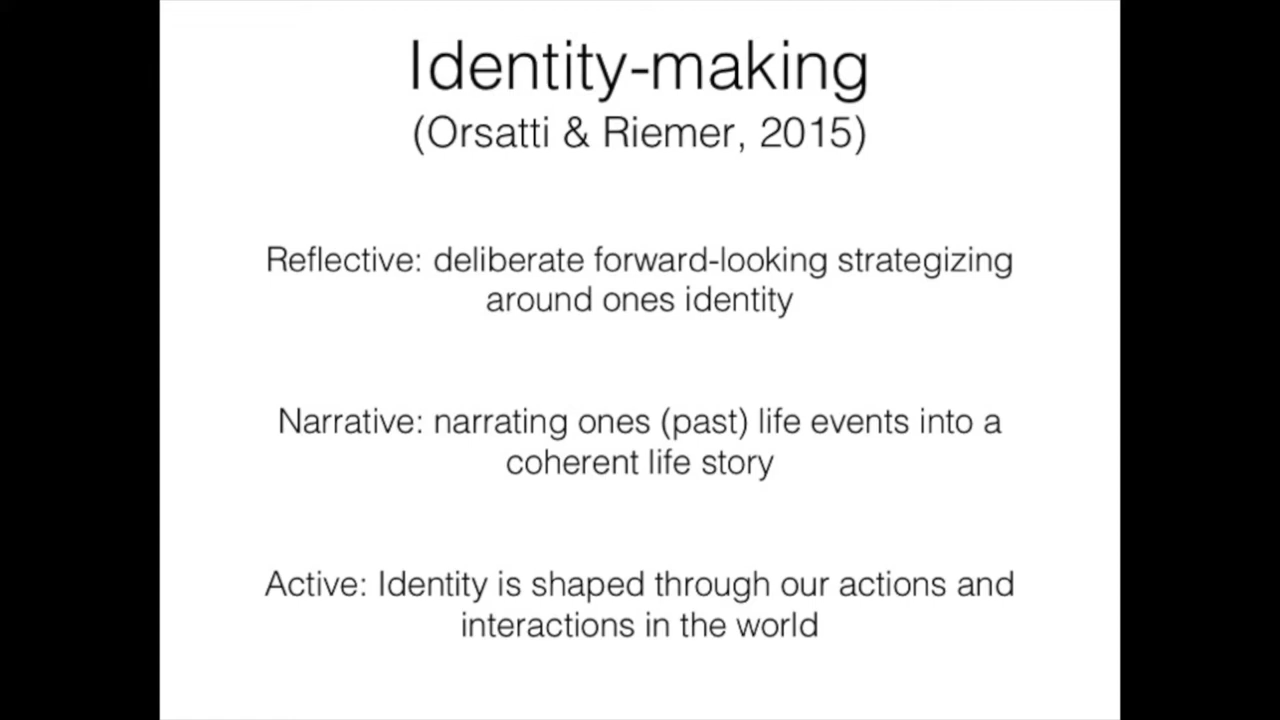 Identity-making
(Orsatti & Riemer, 2015)
Reflective: deliberate forward-looking strategizing
around ones identity
Narrative: narrating ones (past) life events into a
coherent life story
Active: Identity is shaped through our actions and
interactions in the world